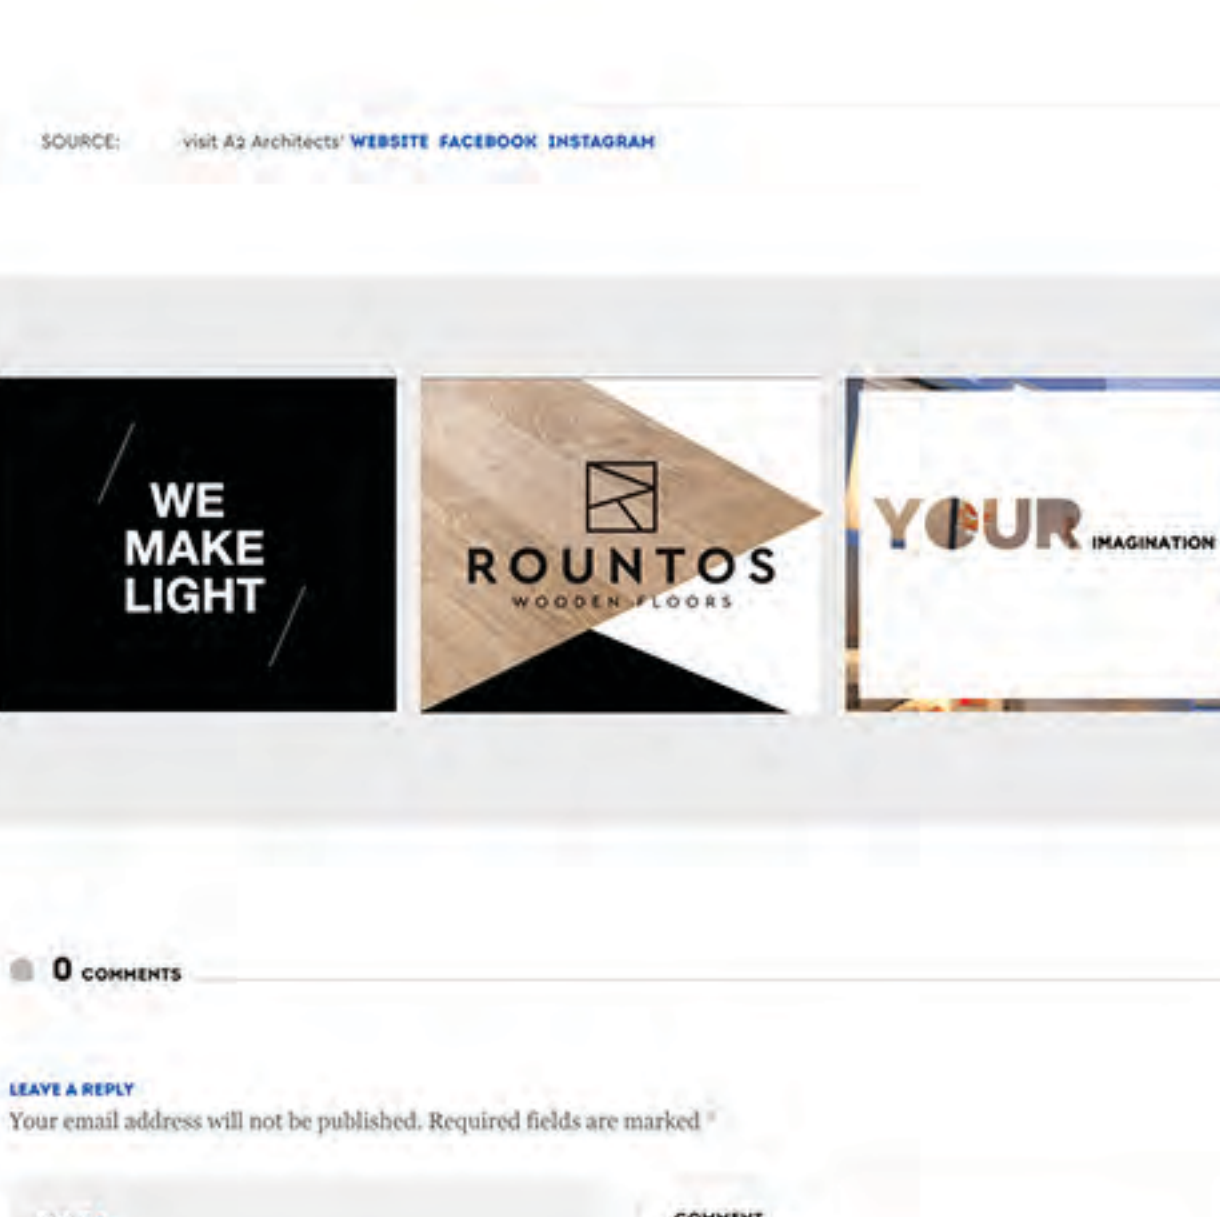 SOURCE: visit A2 Architects' WEBSITE FACEBOOK INSTAGRAM
WE
MAKE
LIGHT
ROUNTOS
WOODEN FLOORS
YOUR IMAGINATION
0 COMMENTS
LEAVE A REPLY
Your email address will not be published. Required fields are marked *
COMMENT